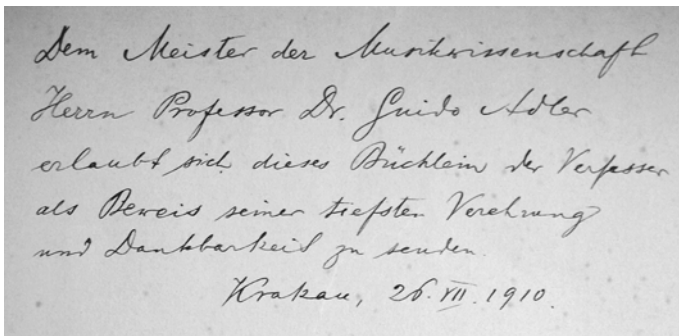 Dem Meister der Musikwissenschaft
Herrn Professor Dr. Guido Adler
erlaubt sich dieses Büchlein der Verfasser
als Beweis seiner tiefsten Verehrung
und Dankbarkeit zu senden.
Krakau, 26. VII. 1910.